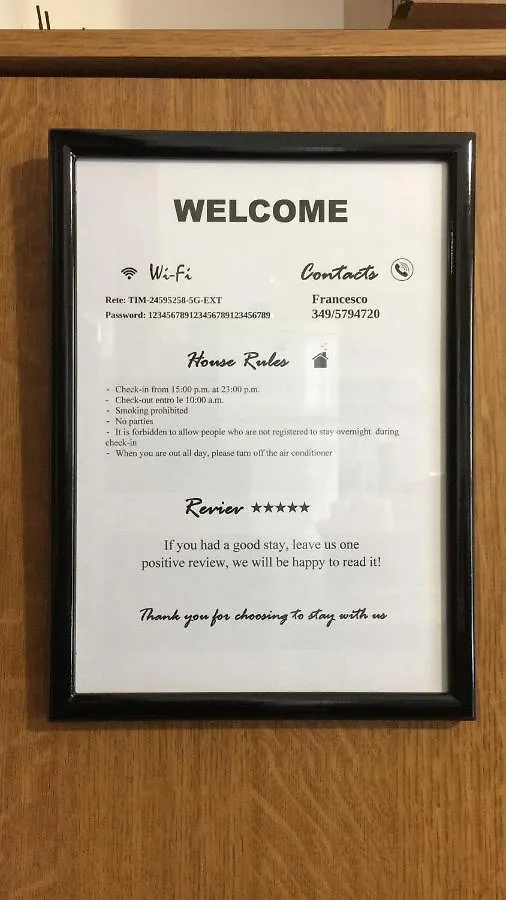 WELCOME
Wi-Fi
Contacts
Rete: TIM-24595258-5G-EXT
Password: 123456789123456789123456789
Francesco
349/5794720
House Rules
- Check-in from 15:00 p.m. at 23:00 p.m.
- Check-out entro le 10:00 a.m.
- Smoking prohibited
- No parties
- It is forbidden to allow people who are not registered to stay overnight during
check-in
- When you are out all day, please turn off the air conditioner
Revier ★★★★★
If you had a good stay, leave us one
positive review, we will be happy to read it!
Thank you for choosing to stay with us